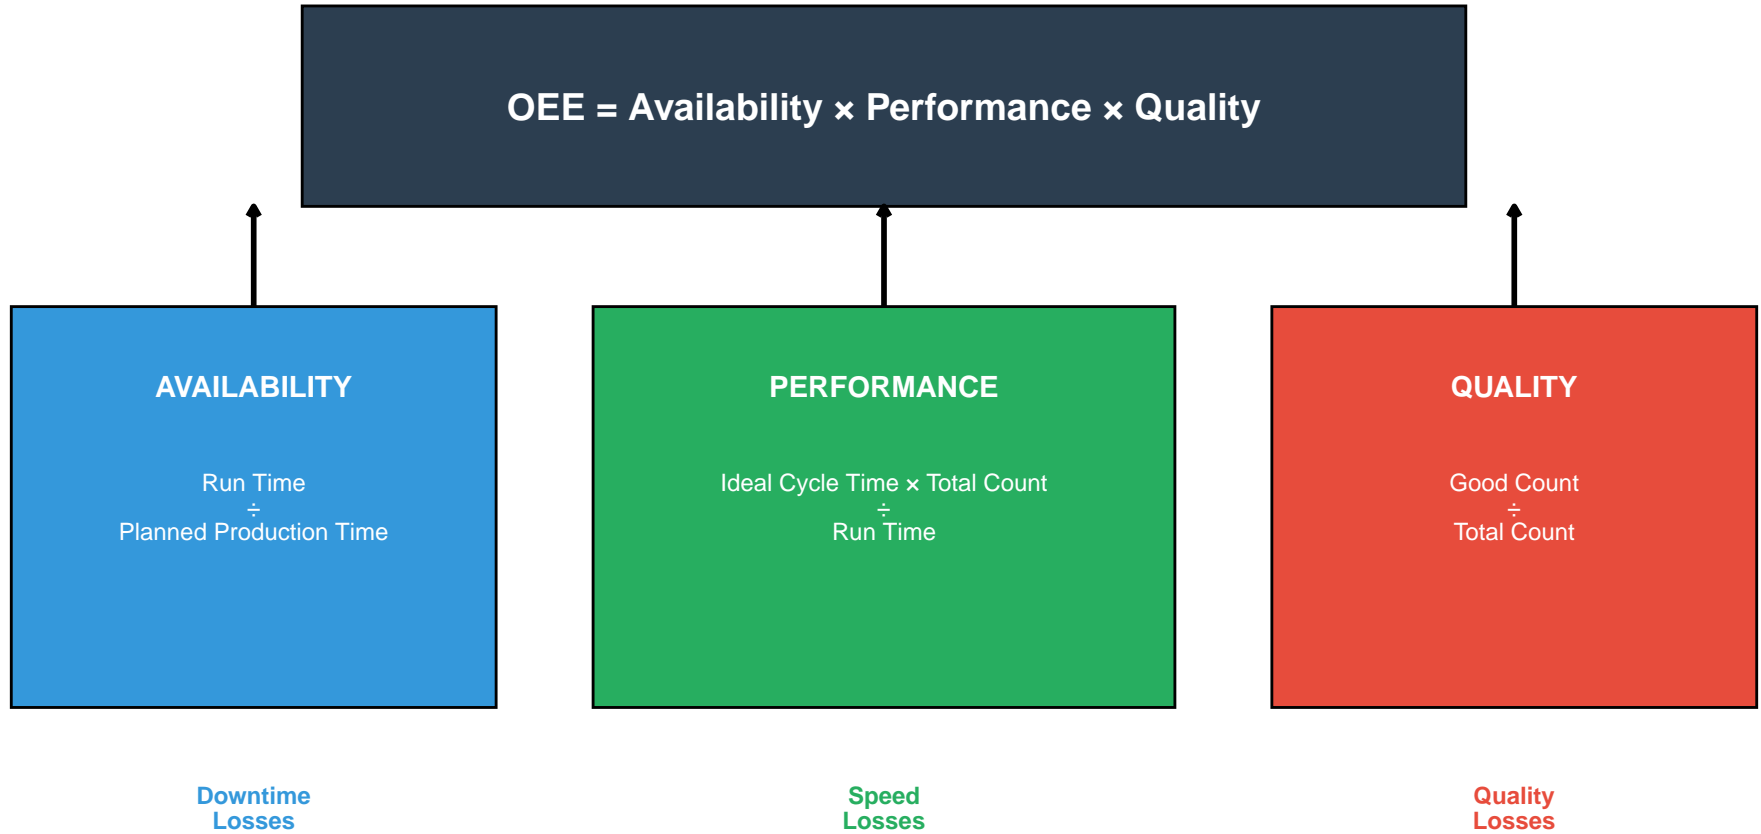 OEE = Availability × Performance × Quality
AVAILABILITY
Run Time
÷
Planned Production Time
PERFORMANCE
Ideal Cycle Time × Total Count
÷
Run Time
QUALITY
Good Count
÷
Total Count
Downtime
Losses
Speed
Losses
Quality
Losses